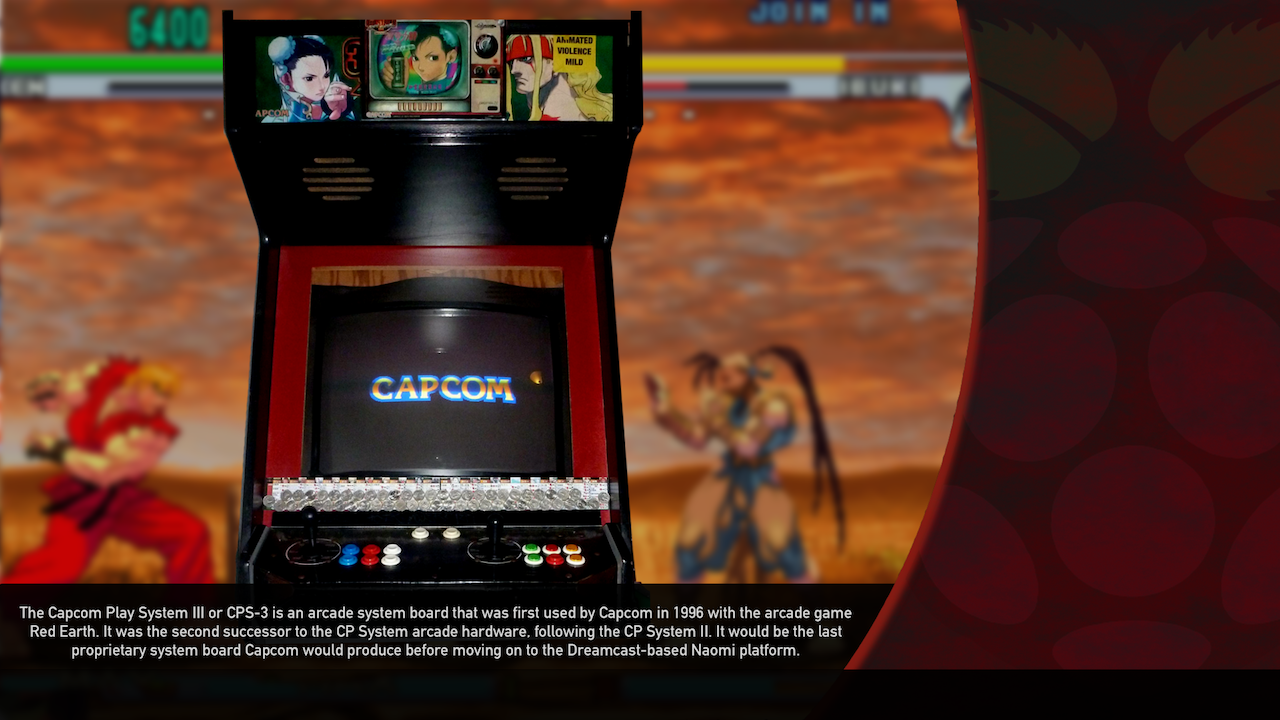 6400
JOIN IN
ANIMATED
VIOLENCE
MILD
CAPCOM
The Capcom Play System III or CPS-3 is an arcade system board that was first used by Capcom in 1996 with the arcade game
Red Earth. It was the second successor to the CP System arcade hardware, following the CP System II. It would be the last
proprietary system board Capcom would produce before moving on to the Dreamcast-based Naomi platform.